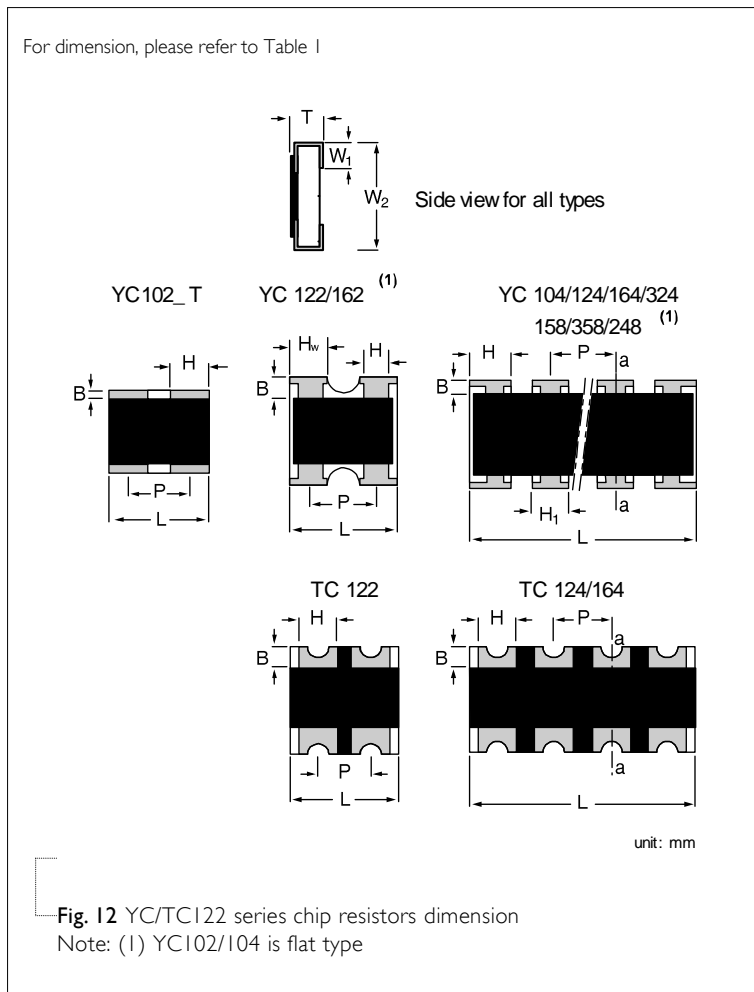 For dimension, please refer to Table 1
T
W1
W2
Side view for all types
YC102_ T
YC 122/162 (1)
YC 104/124/164/324
158/358/248 (1)
H
B
P
L
Hw
H
B
P
L
H
P
a
B
H1
a
L
TC 122
TC 124/164
H
B
P
L
H
P
a
B
a
L
unit: mm
Fig. 12 YC/TC122 series chip resistors dimension
Note: (1) YC102/104 is flat type